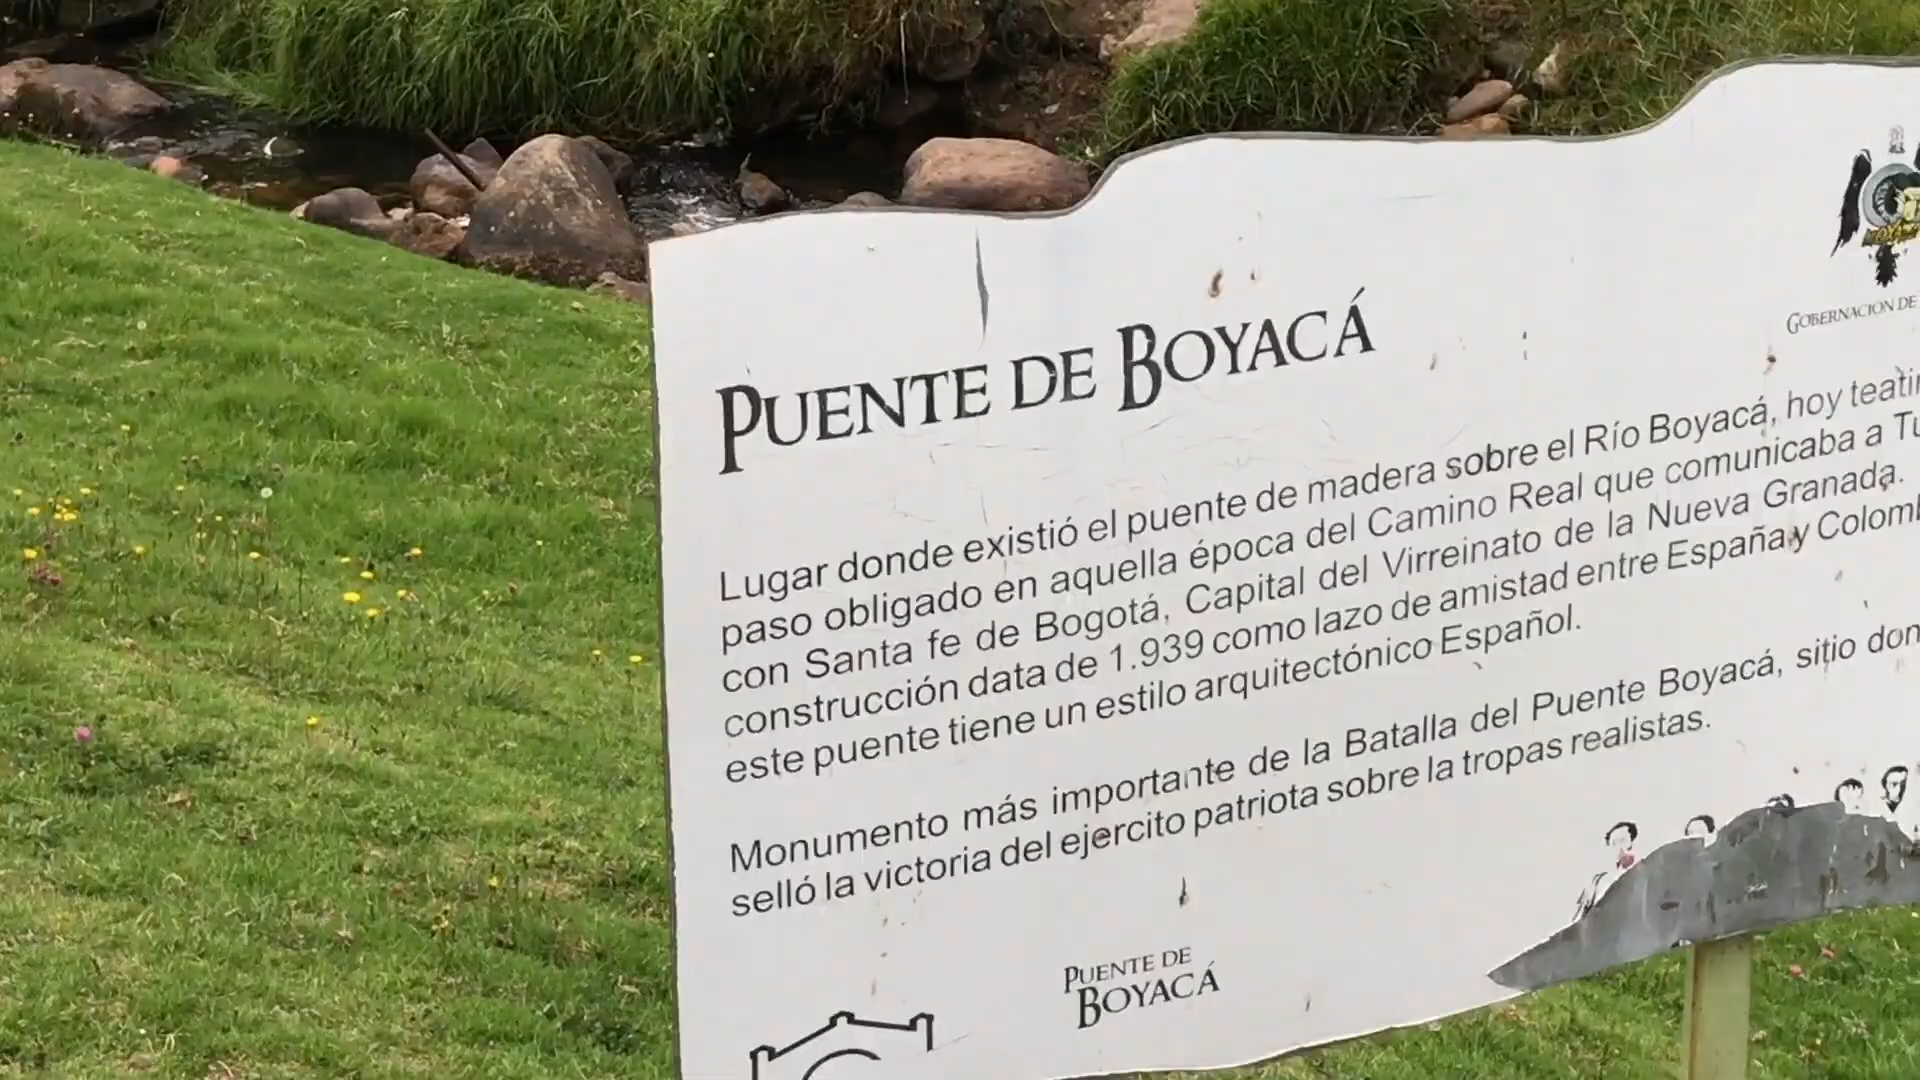 PUENTE DE BOYACÁ
GOBERNACION DE
Lugar donde existió el puente de madera sobre el Río Boyacá, hoy
paso obligado en aquella época del Camino Real que comunicaba a
con Santa fe de Bogotá, Capital del Virreinato de la Nueva Granada.
construcción data de 1.939 como lazo de amistad entre España y
este puente tiene un estilo arquitectónico Español.
Monumento más importante de la Batalla del Puente Boyacá, sitio
selló la victoria del ejercito patriota sobre la tropas realistas.
PUENTE DE
BOYACÁ